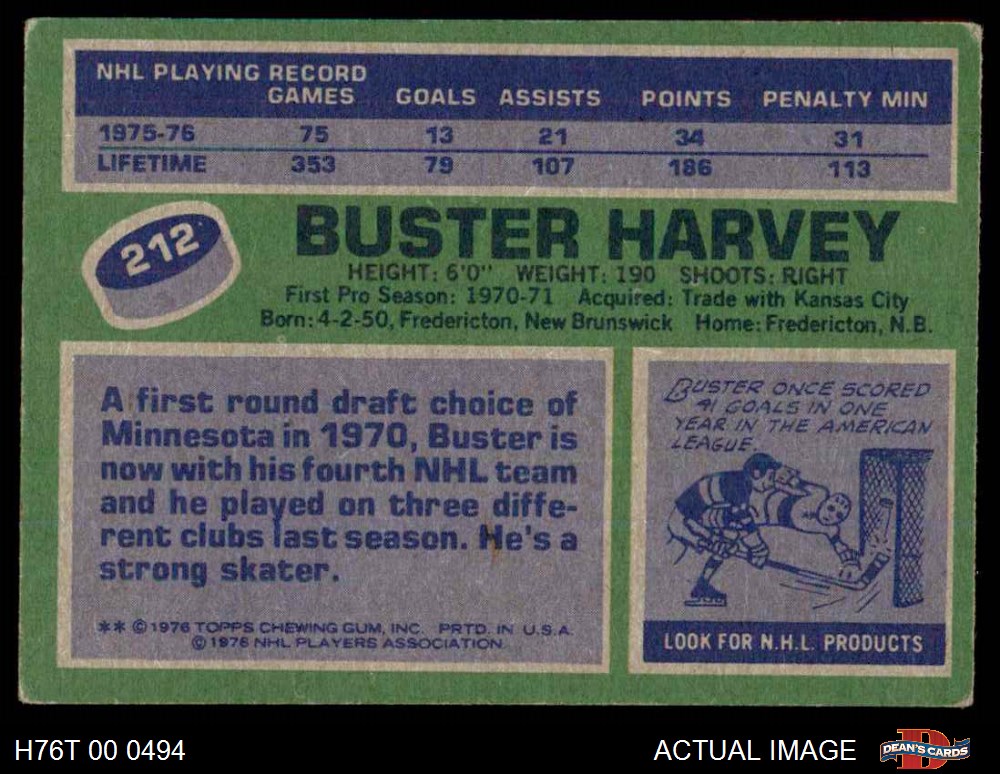 NHL PLAYING RECORD
GAMES GOALS ASSISTS POINTS PENALTY MIN
1975-76 75 13 21 34 31
LIFETIME 353 79 107 186 113
212
BUSTER HARVEY
HEIGHT: 6'0" WEIGHT: 190 SHOOTS: RIGHT
First Pro Season: 1970-71 Acquired: Trade with Kansas City
Born: 4-2-50, Fredericton, New Brunswick Home: Fredericton, N.B.
A first round draft choice of
Minnesota in 1970, Buster is
now with his fourth NHL team
and he played on three diffe-
rent clubs last season. He's a
strong skater.
** © 1976 TOPPS CHEWING GUM, INC. PRTD. IN U.S.A.
© 1976 NHL PLAYERS ASSOCIATION
BUSTER ONCE SCORED
41 GOALS IN ONE
YEAR IN THE AMERICAN
LEAGUE.
LOOK FOR N.H.L. PRODUCTS
H76T 00 0494
ACTUAL IMAGE
DEAN'S CARDS